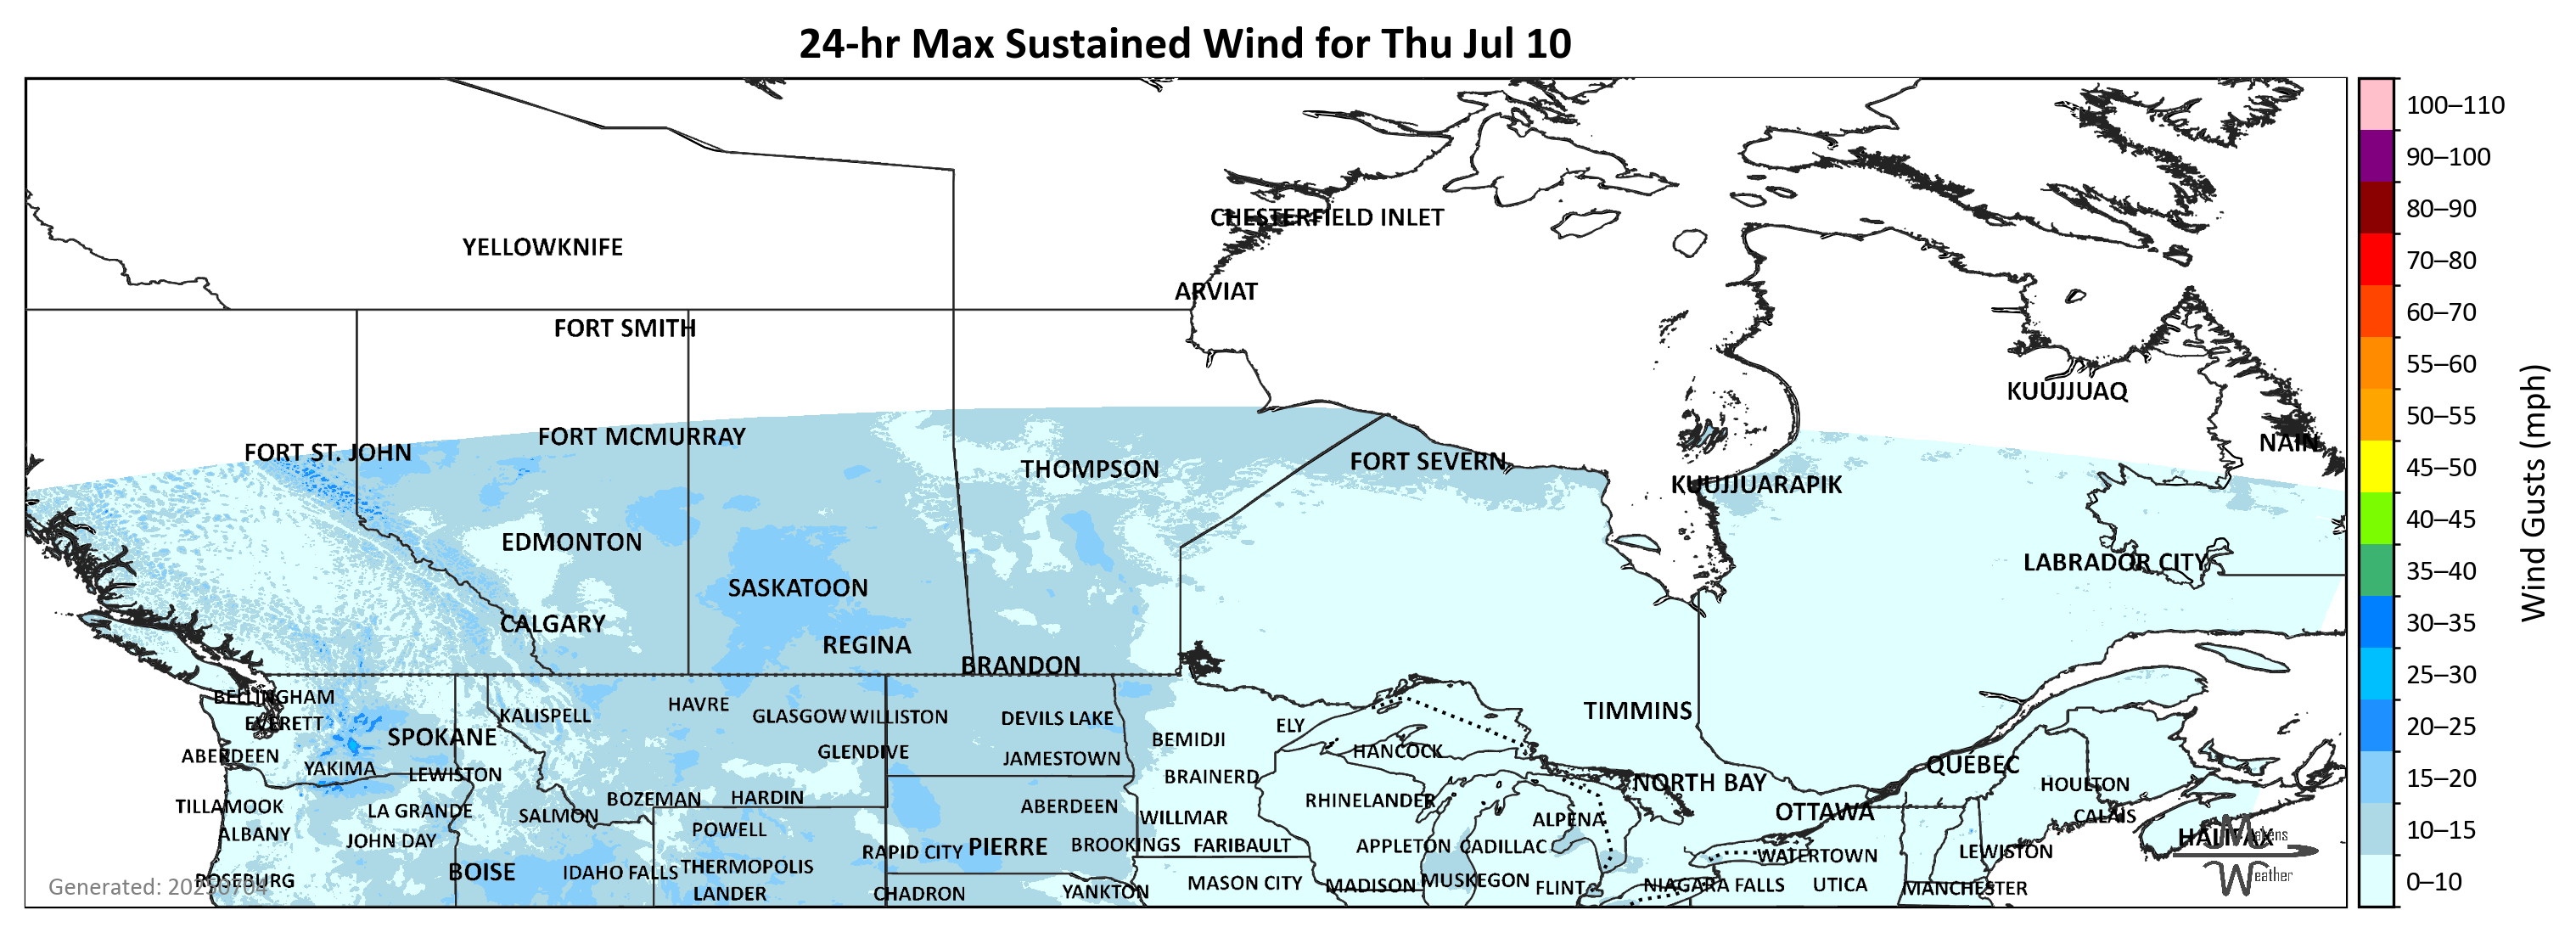 24-hr Max Sustained Wind for Thu Jul 10
CHESTERFIELD INLET
YELLOWKNIFE
ARVIAT
FORT SMITH
KUUJJUAQ
FORT MCMURRAY
NAIN
FORT ST. JOHN
FORT SEVERN
THOMPSON
KUUJJUARAPIK
EDMONTON
LABRADOR CITY
SASKATOON
CALGARY
REGINA
BRANDON
BELLINGHAM
HAVRE
TIMMINS
KALISPELL
GLASGOW WILLISTON
DEVILS LAKE
EVERETT
ELY
SPOKANE
BEMIDJI
GLENDIVE
HANCOCK
ABERDEEN
JAMESTOWN
QUÉBEC
YAKIMA
LEWISTON
BRAINERD
NORTH BAY
HOULTON
BOZEMAN
HARDIN
RHINELANDER
TILLAMOOK
ABERDEEN
LA GRANDE
OTTAWA
SALMON
WILLMAR
CALAIS
ALPENA
POWELL
ALBANY
HALIFAX
JOHN DAY
PIERRE
BROOKINGS
FARIBAULT
APPLETON
CADILLAC
RAPID CITY
LEWISTON
WATERTOWN
THERMOPOLIS
BOISE
IDAHO FALLS
ROSEBURG
MUSKEGON
MASON CITY
MADISON
NIAGARA FALLS
UTICA
FLINT
MANCHESTER
YANKTON
LANDER
CHADRON
Generated: 20250704
Makens
Weather
100–110
90–100
80–90
70–80
60–70
55–60
50–55
45–50
40–45
35–40
30–35
25–30
20–25
15–20
10–15
0–10
Wind Gusts (mph)